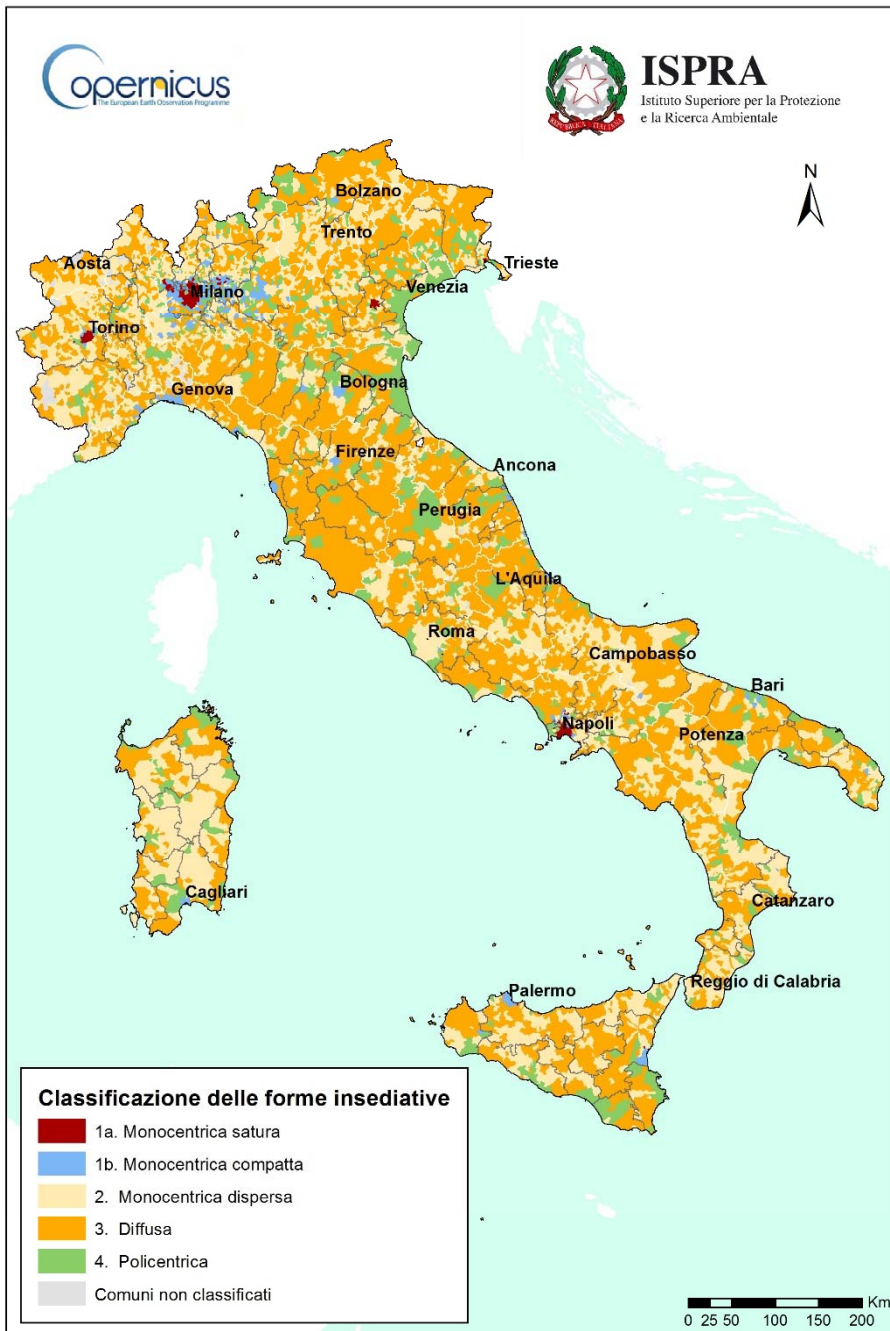 Copernicus
The European Earth Observation Programme
REPVBBLICA ITALIANA
ISPRA
Istituto Superiore per la Protezione
e la Ricerca Ambientale
N
Bolzano
Trento
Aosta
Trieste
Milano
Venezia
Torino
Genova
Bologna
Firenze
Ancona
Perugia
L'Aquila
Roma
Campobasso
Bari
Napoli
Potenza
Cagliari
Catanzaro
Reggio di Calabria
Palermo
Classificazione delle forme insediative
1a. Monocentrica satura
1b. Monocentrica compatta
2. Monocentrica dispersa
3. Diffusa
4. Policentrica
Comuni non classificati
Km
0 25 50 100 150 200